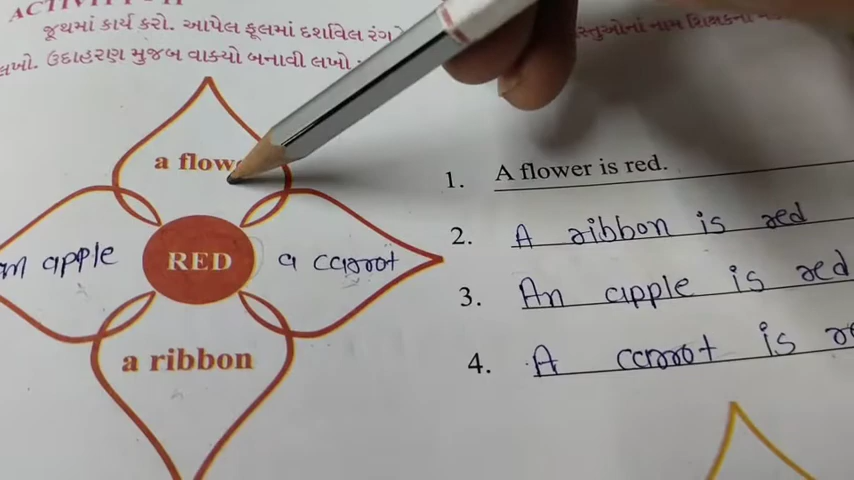 જૂથમાં કાર્ય કરો. આપેલ ફૂલમાં દર્શાવેલ રંગ
લખો. ઉદાહરણ મુજબ વાક્યો બનાવી લખો.
a flow
an apple
RED
a carrot
a ribbon
1. A flower is red.
2. A ribbon is red
3. An apple is red
4. A carrot is